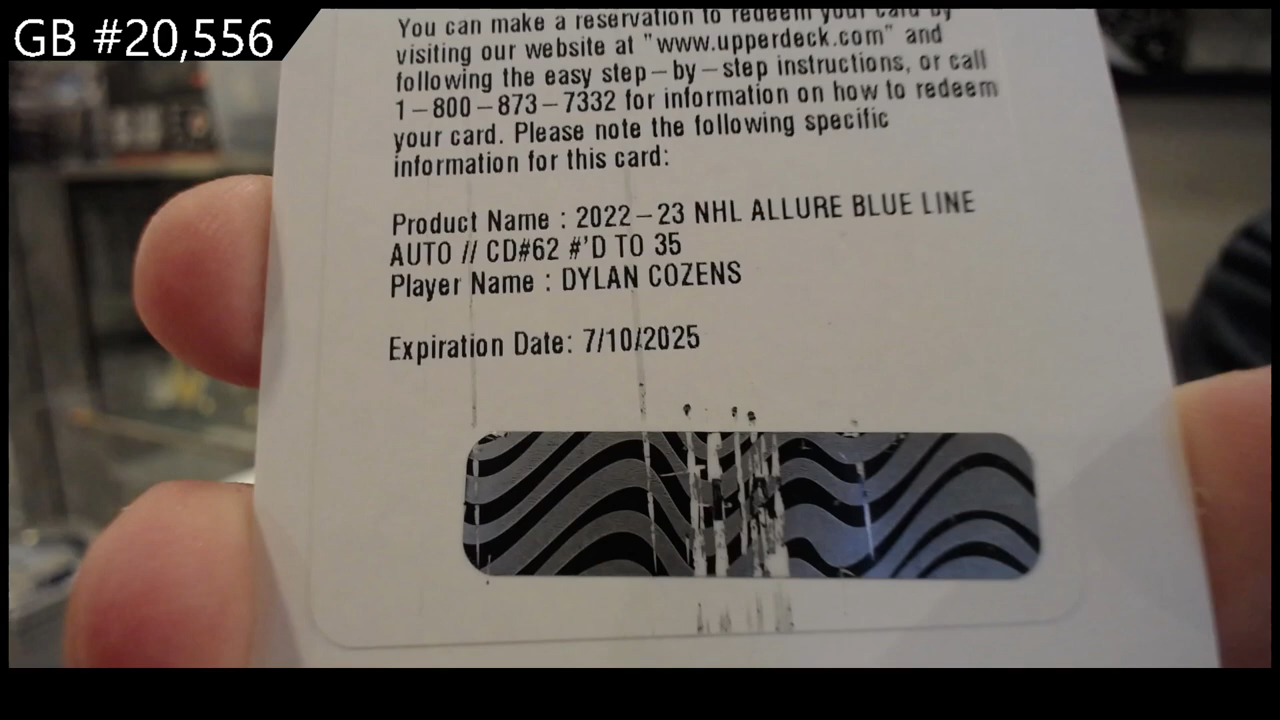 GB #20,556
You can make a reservation to redeem your card by
visiting our website at "www.upperdeck.com" and
following the easy step–by–step instructions, or call
1–800–873–7332 for information on how to redeem
your card. Please note the following specific
information for this card:
Product Name : 2022–23 NHL ALLURE BLUE LINE
AUTO // CD#62 #'D TO 35
Player Name : DYLAN COZENS
Expiration Date: 7/10/2025